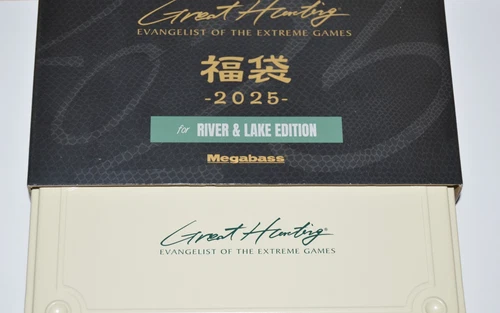 Great Hunting®
EVANGELIST OF THE EXTREME GAMES
福袋
-2025-
for RIVER & LAKE EDITION
Megabass
Great Hunting®
EVANGELIST OF THE EXTREME GAMES